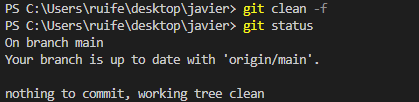 PS C:\Users\ruife\desktop\javier> git clean -f
PS C:\Users\ruife\desktop\javier> git status
On branch main
Your branch is up to date with 'origin/main'.
nothing to commit, working tree clean